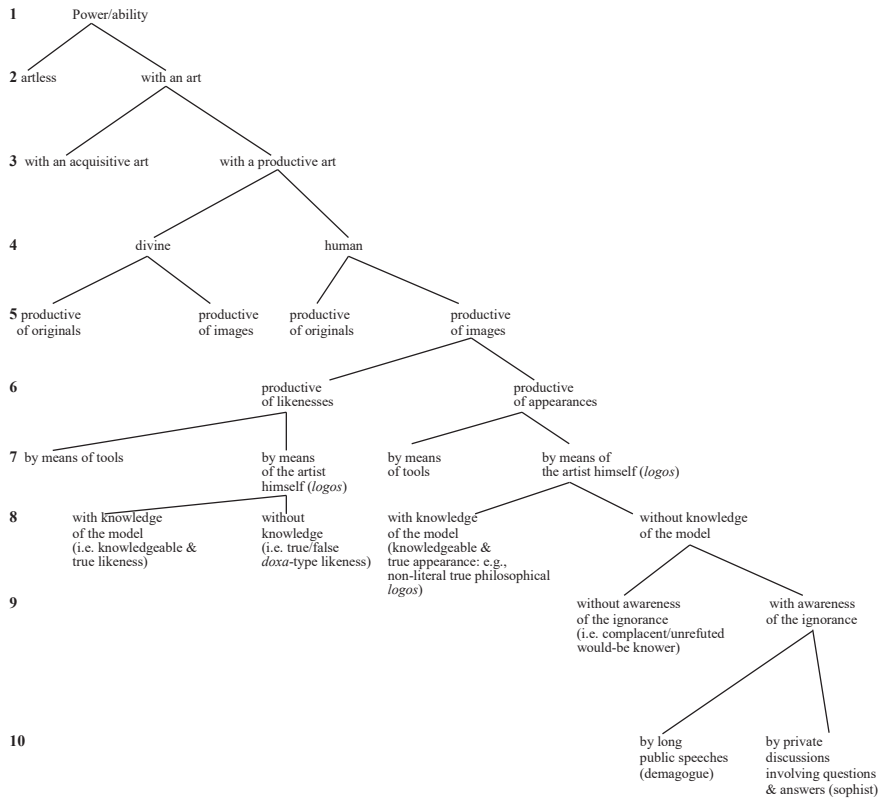 1 Power/ability
2 artless with an art
3 with an acquisitive art with a productive art
4 divine human
5 productive of originals productive of images productive of originals productive of images
6 productive of likenesses productive of appearances
7 by means of tools by means of the artist himself (logos) by means of tools by means of the artist himself (logos)
8 with knowledge of the model (i.e. knowledgeable & true likeness) without knowledge (i.e. true/false doxa-type likeness) with knowledge of the model (knowledgeable & true appearance: e.g., non-literal true philosophical logos) without knowledge of the model
9 without awareness of the ignorance (i.e. complacent/unrefuted would-be knower) with awareness of the ignorance
10 by long public speeches (demagogue) by private discussions involving questions & answers (sophist)